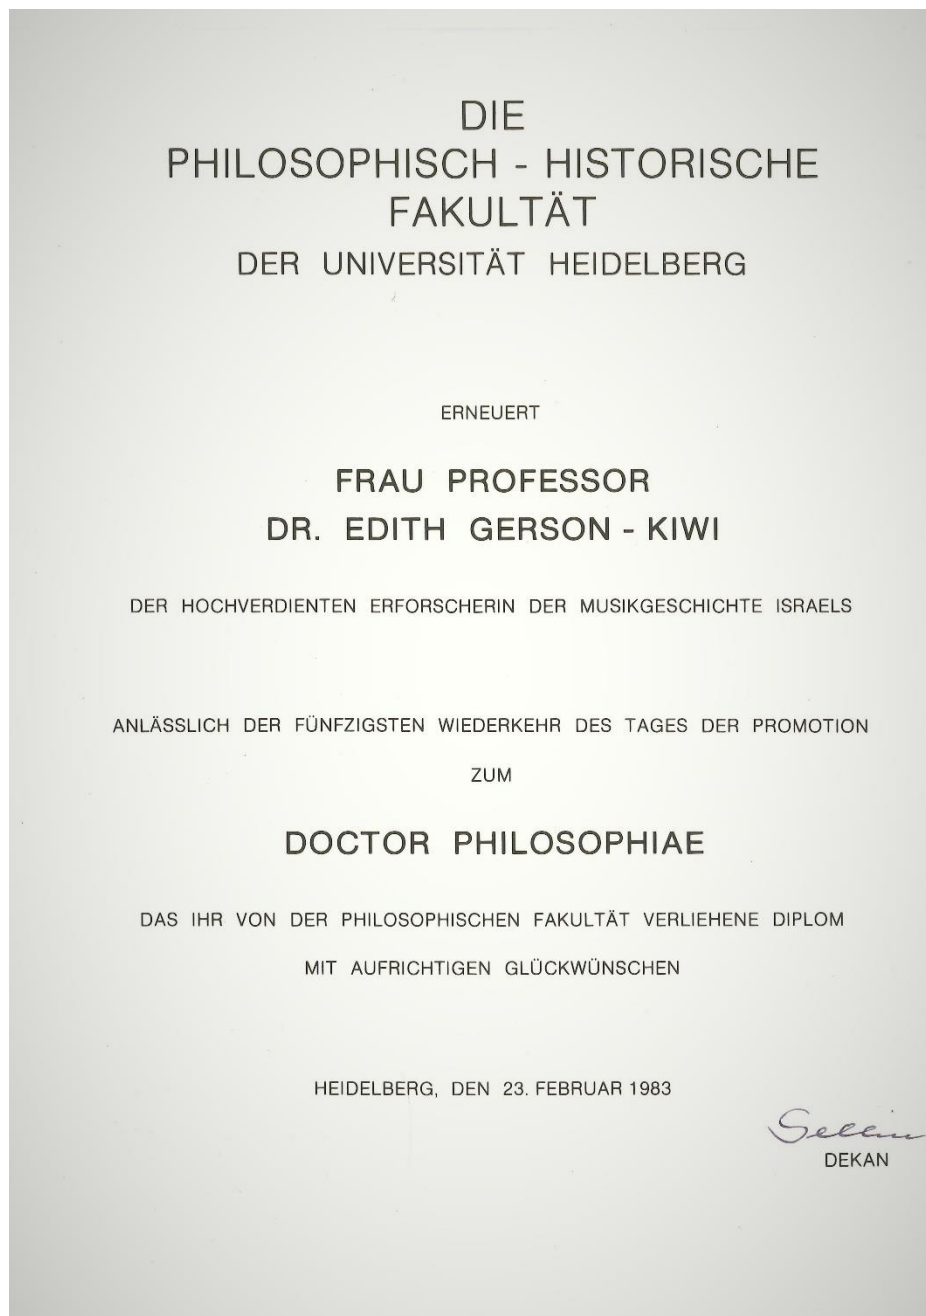 DIE
PHILOSOPHISCH - HISTORISCHE
FAKULTÄT
DER UNIVERSITÄT HEIDELBERG
ERNEUERT
FRAU PROFESSOR
DR. EDITH GERSON - KIWI
DER HOCHVERDIENTEN ERFORSCHERIN DER MUSIKGESCHICHTE ISRAELS
ANLÄSSLICH DER FÜNFZIGSTEN WIEDERKEHR DES TAGES DER PROMOTION
ZUM
DOCTOR PHILOSOPHIAE
DAS IHR VON DER PHILOSOPHISCHEN FAKULTÄT VERLIEHENE DIPLOM
MIT AUFRICHTIGEN GLÜCKWÜNSCHEN
HEIDELBERG, DEN 23. FEBRUAR 1983
Sellin
DEKAN